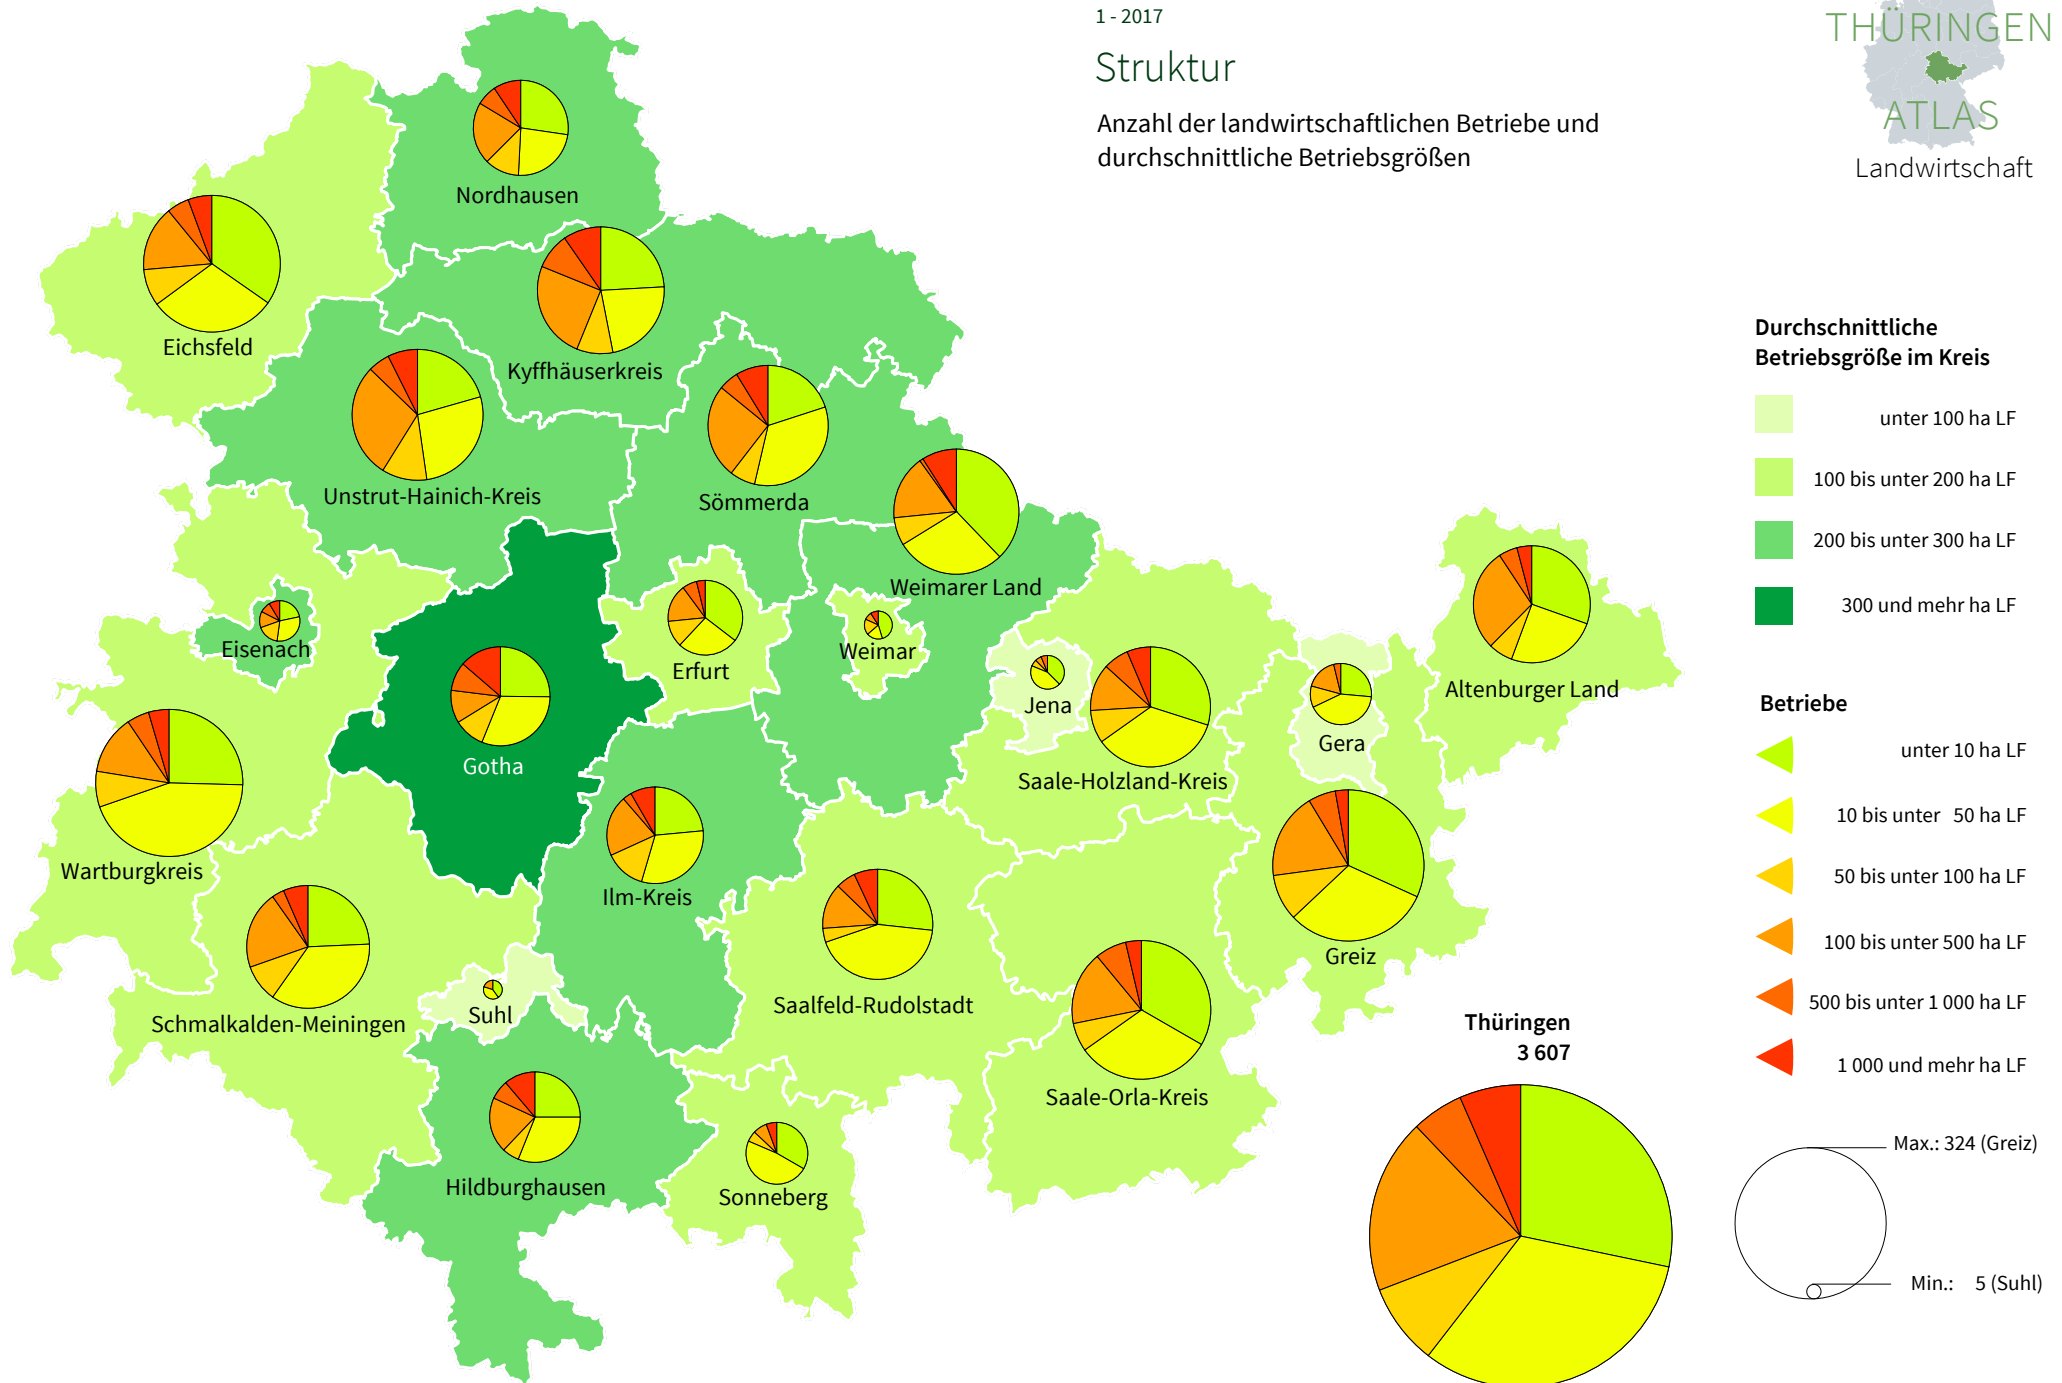 1 - 2017
Struktur
Anzahl der landwirtschaftlichen Betriebe und
durchschnittliche Betriebsgrößen
THÜRINGEN
ATLAS
Landwirtschaft
Nordhausen
Eichsfeld
Kyffhäuserkreis
Unstrut-Hainich-Kreis
Sömmerda
Weimarer Land
Eisenach
Erfurt
Weimar
Jena
Altenburger Land
Gera
Gotha
Saale-Holzland-Kreis
Wartburgkreis
Ilm-Kreis
Greiz
Saalfeld-Rudolstadt
Suhl
Schmalkalden-Meiningen
Saale-Orla-Kreis
Hildburghausen
Sonneberg
Durchschnittliche
Betriebsgröße im Kreis
unter 100 ha LF
100 bis unter 200 ha LF
200 bis unter 300 ha LF
300 und mehr ha LF
Betriebe
unter 10 ha LF
10 bis unter 50 ha LF
50 bis unter 100 ha LF
100 bis unter 500 ha LF
500 bis unter 1 000 ha LF
1 000 und mehr ha LF
Thüringen
3 607
Max.: 324 (Greiz)
Min.: 5 (Suhl)